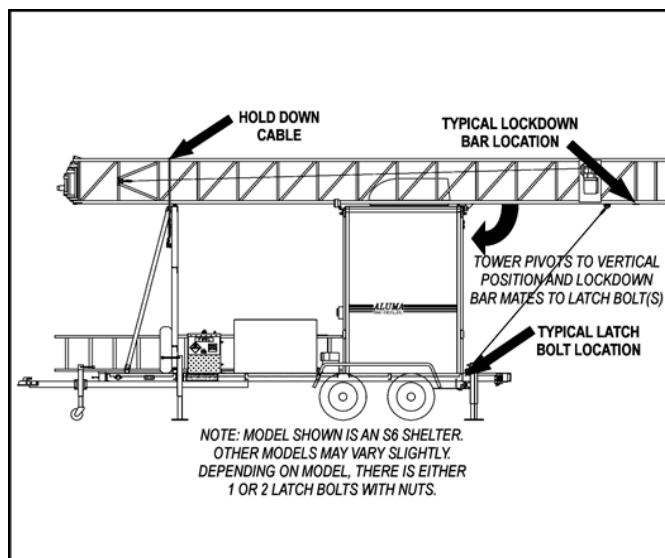 HOLD DOWN
CABLE
TYPICAL LOCKDOWN
BAR LOCATION
TOWER PIVOTS TO VERTICAL
POSITION AND LOCKDOWN
BAR MATES TO LATCH BOLT(S)
ALUMA
TYPICAL LATCH
BOLT LOCATION
NOTE: MODEL SHOWN IS AN S6 SHELTER.
OTHER MODELS MAY VARY SLIGHTLY.
DEPENDING ON MODEL, THERE IS EITHER
1 OR 2 LATCH BOLTS WITH NUTS.